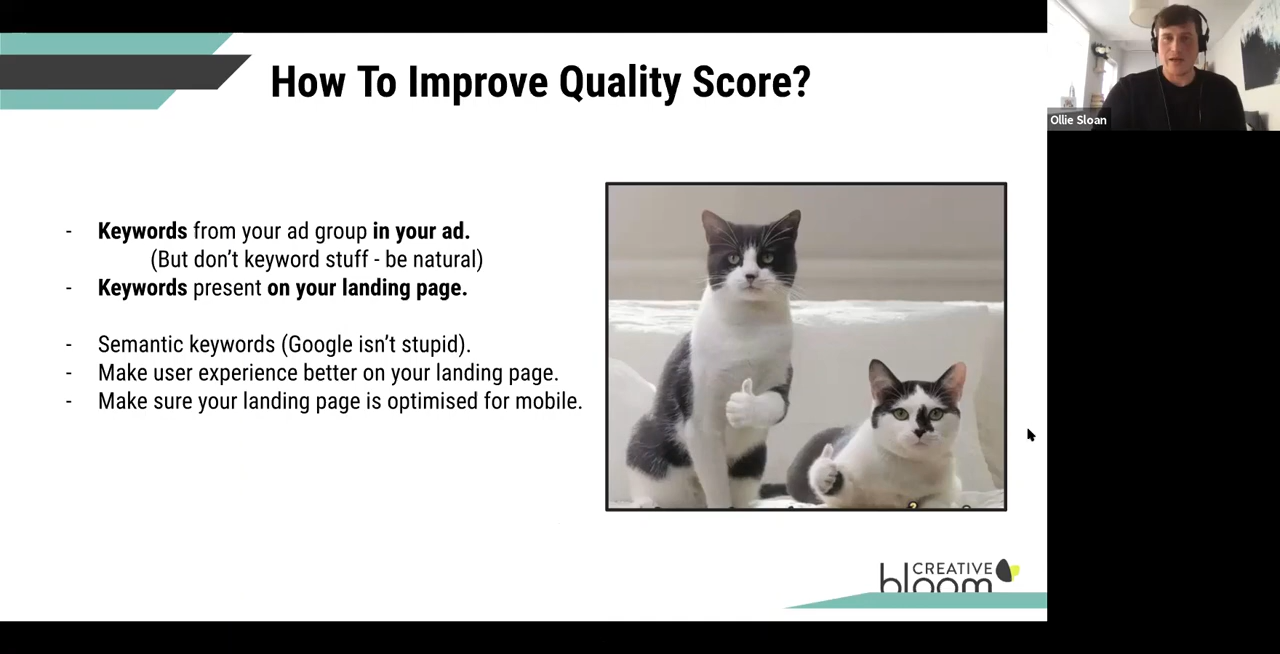 How To Improve Quality Score?
Ollie Sloan
- Keywords from your ad group in your ad.
(But don’t keyword stuff - be natural)
- Keywords present on your landing page.
- Semantic keywords (Google isn’t stupid).
- Make user experience better on your landing page.
- Make sure your landing page is optimised for mobile.
CREATIVE
bloom